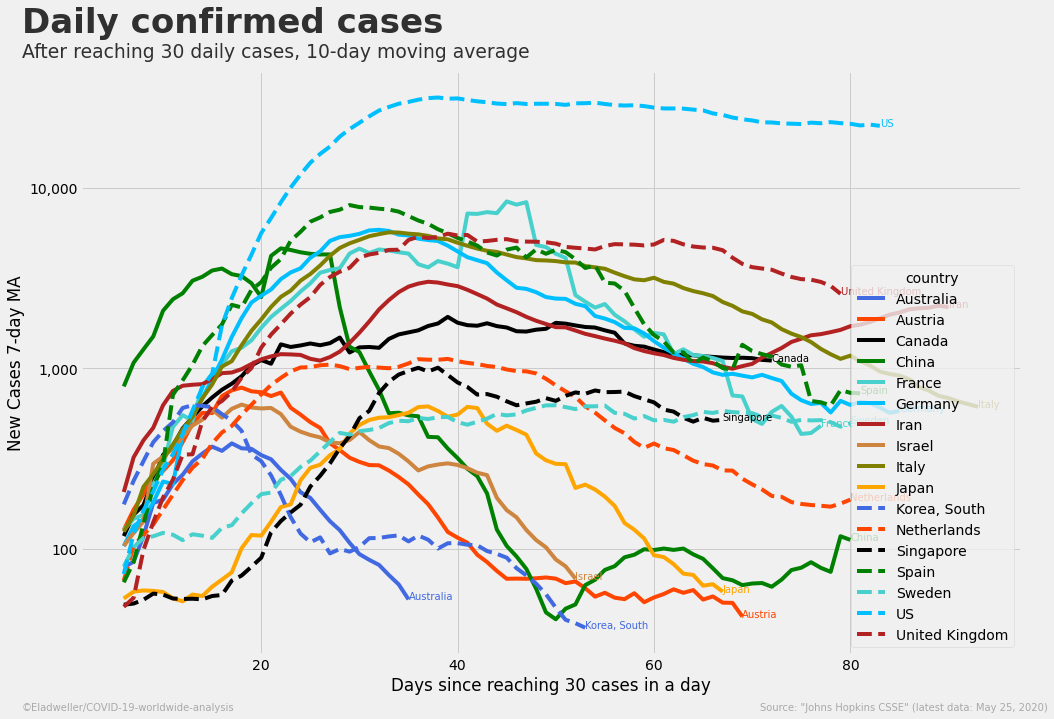 Daily confirmed cases
After reaching 30 daily cases, 10-day moving average
New Cases 7-day MA
10,000
1,000
100
US
United Kingdom
Canada
Spain
Italy
Singapore
France
Netherlands
China
Israel
Japan
Australia
Austria
Korea, South
country
Australia
Austria
Canada
China
France
Germany
Iran
Israel
Italy
Japan
Korea, South
Netherlands
Singapore
Spain
Sweden
US
United Kingdom
20
40
60
80
Days since reaching 30 cases in a day
©Eladweller/COVID-19-worldwide-analysis
Source: "Johns Hopkins CSSE" (latest data: May 25, 2020)